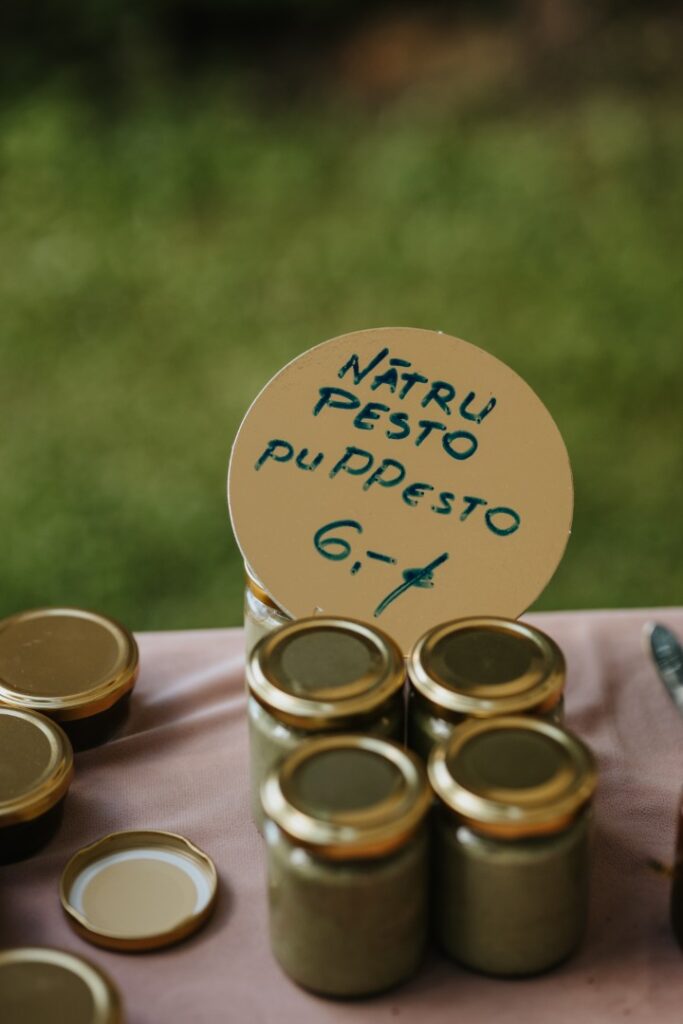 NĀTRU
PESTO
PUPPESTO
6,- €